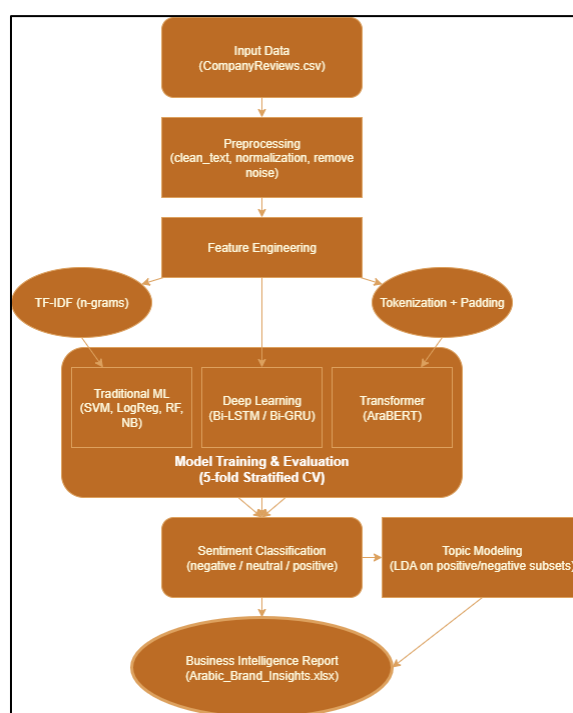 Input Data
(CompanyReviews.csv)
Preprocessing
(clean_text, normalization, remove
noise)
Feature Engineering
TF-IDF (n-grams)
Tokenization + Padding
Traditional ML
(SVM, LogReg, RF,
NB)
Deep Learning
(Bi-LSTM / Bi-GRU)
Transformer
(AraBERT)
Model Training & Evaluation
(5-fold Stratified CV)
Sentiment Classification
(negative / neutral / positive)
Topic Modeling
(LDA on positive/negative subsets)
Business Intelligence Report
(Arabic_Brand_Insights.xlsx)